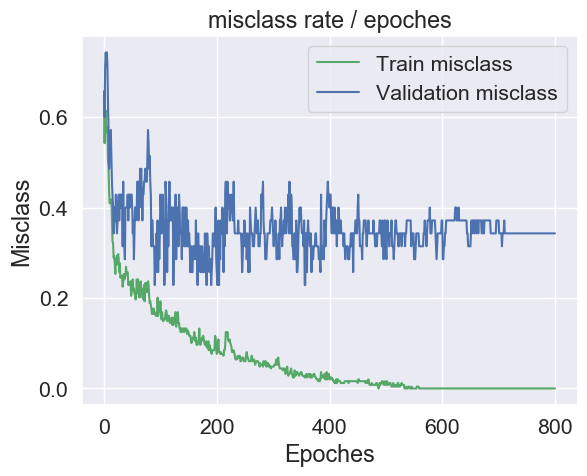 misclass rate / epoches
Train misclass
Validation misclass
Misclass
0.6
0.4
0.2
0.0
0 200 400 600 800
Epoches